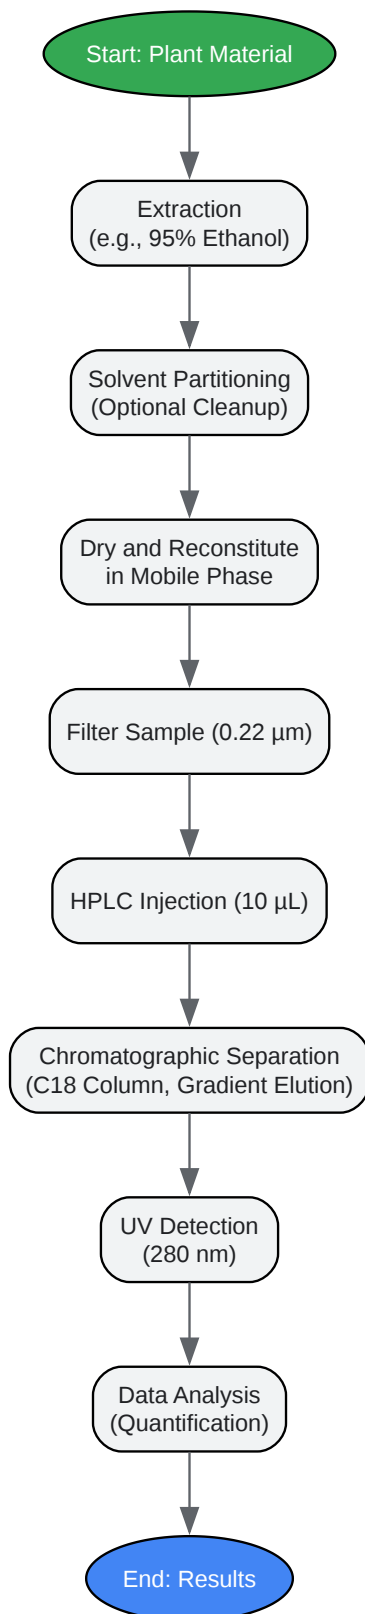 Start: Plant Material
Extraction
(e.g., 95% Ethanol)
Solvent Partitioning
(Optional Cleanup)
Dry and Reconstitute
in Mobile Phase
Filter Sample (0.22 µm)
HPLC Injection (10 µL)
Chromatographic Separation
(C18 Column, Gradient Elution)
UV Detection
(280 nm)
Data Analysis
(Quantification)
End: Results